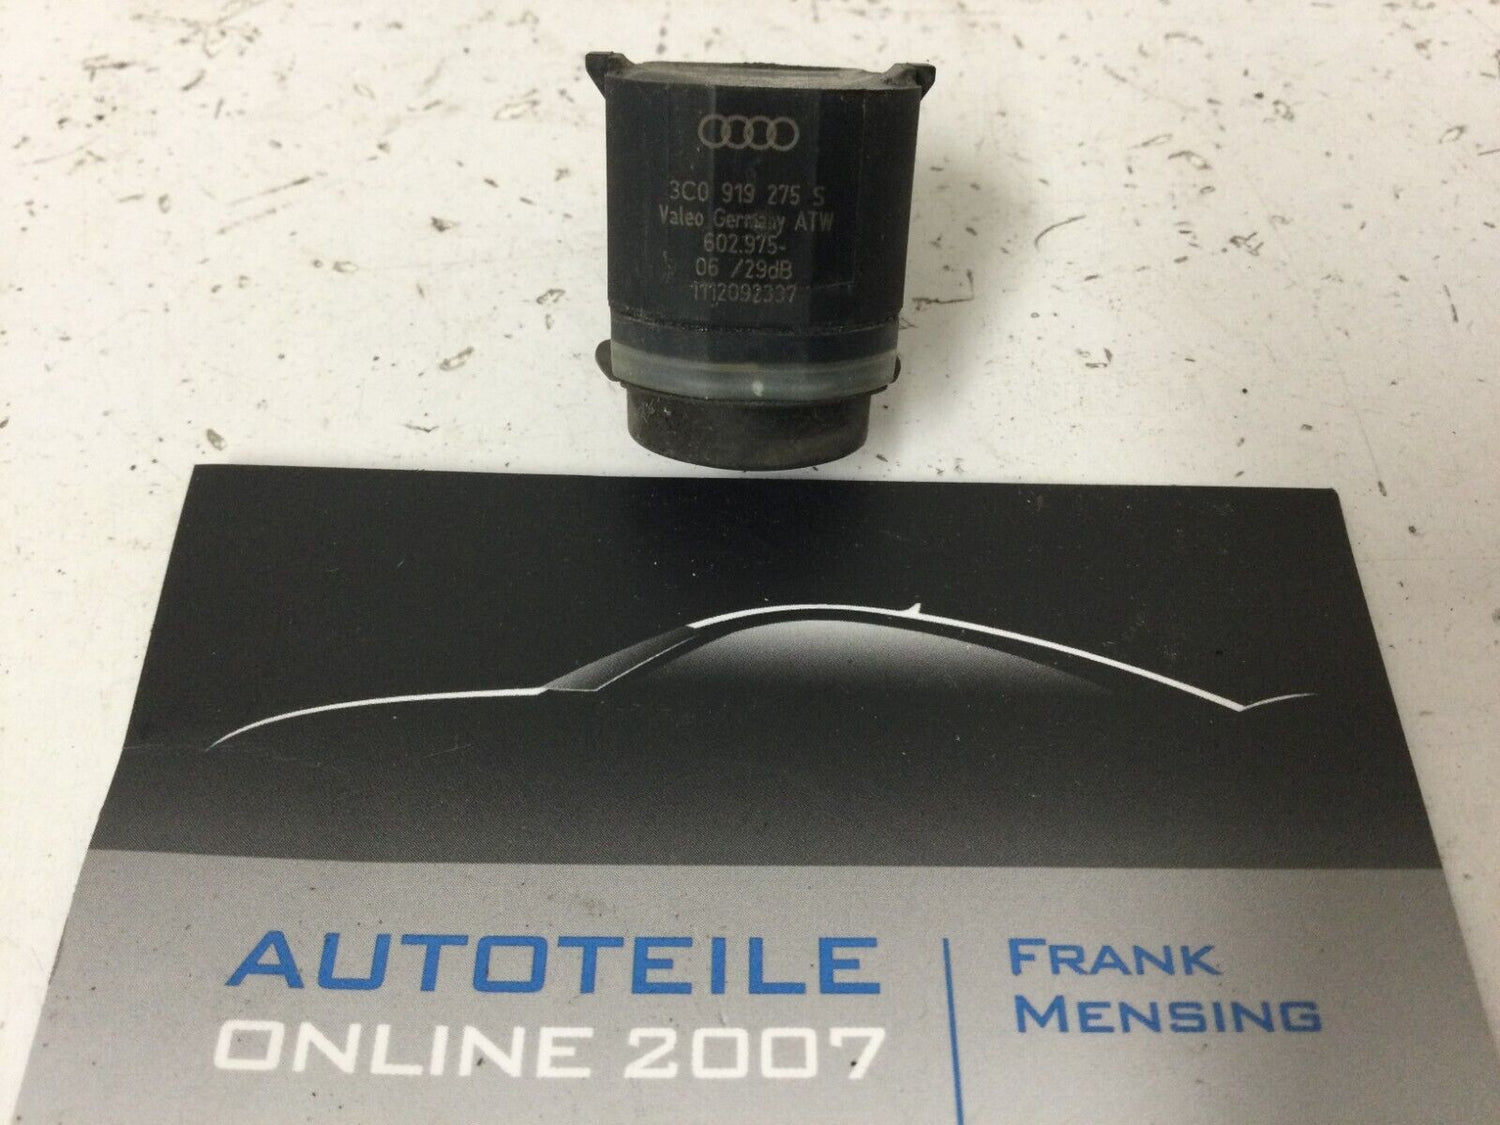 3C0 919 275 S
Valeo Germany ATW
602.975-
06 /29dB
1112092337
AUTOTEILE
ONLINE 2007
FRANK
MENSING